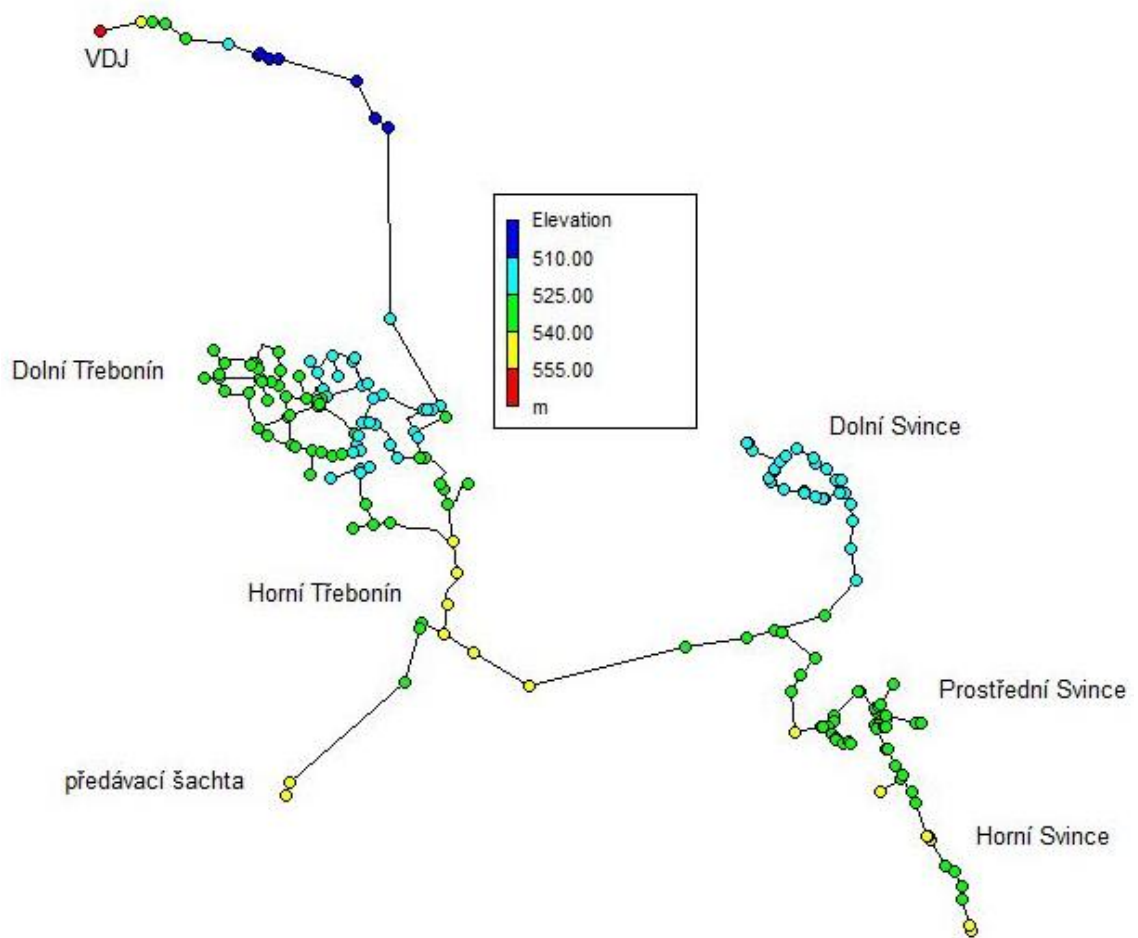 VDJ
Elevation
510.00
525.00
540.00
555.00
m
Dolní Třebonín
Dolní Svince
Horní Třebonín
Prostřední Svince
předávací šachta
Horní Svince